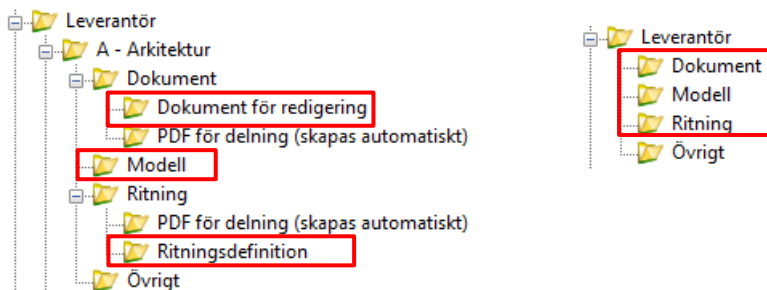 Leverantör
A - Arkitektur
Dokument
Dokument för redigering
PDF för delning (skapas automatiskt)
Modell
Ritning
PDF för delning (skapas automatiskt)
Ritningsdefinition
Övrigt
Leverantör
Dokument
Modell
Ritning
Övrigt